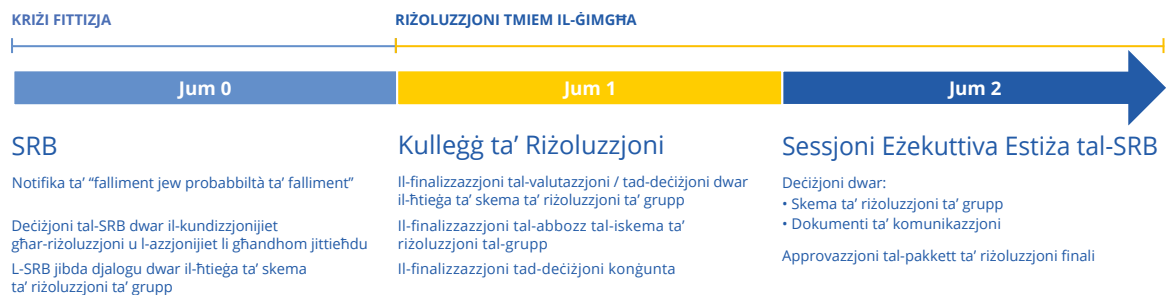 KRIŻI FITTIZJA
RIŻOLUZZJONI TMIEM IL-ĠIMGĦA
Jum 0
Jum 1
Jum 2
SRB
Notifika ta’ “falliment jew probabbiltà ta’ falliment”
Deċiżjoni tal-SRB dwar il-kundizzjonijiet
għar-riżoluzzjoni u l-azzjonijiet li għandhom jittieħdu
L-SRB jibda djalogu dwar il-ħtieġa ta’ skema
ta’ riżoluzzjoni ta’ grupp
Kulleġġ ta’ Riżoluzzjoni
Il-finalizzazzjoni tal-valutazzjoni / tad-deċiżjoni dwar
il-ħtieġa ta’ skema ta’ riżoluzzjoni ta’ grupp
Il-finalizzazzjoni tal-abbozz tal-iskema ta’
riżoluzzjoni tal-grupp
Il-finalizzazzjoni tad-deċiżjoni konġunta
Sessjoni Eżekuttiva Estiża tal-SRB
Deċiżjoni dwar:
• Skema ta’ riżoluzzjoni ta’ grupp
• Dokumenti ta’ komunikazzjoni
Approvazzjoni tal-pakkett ta’ riżoluzzjoni finali